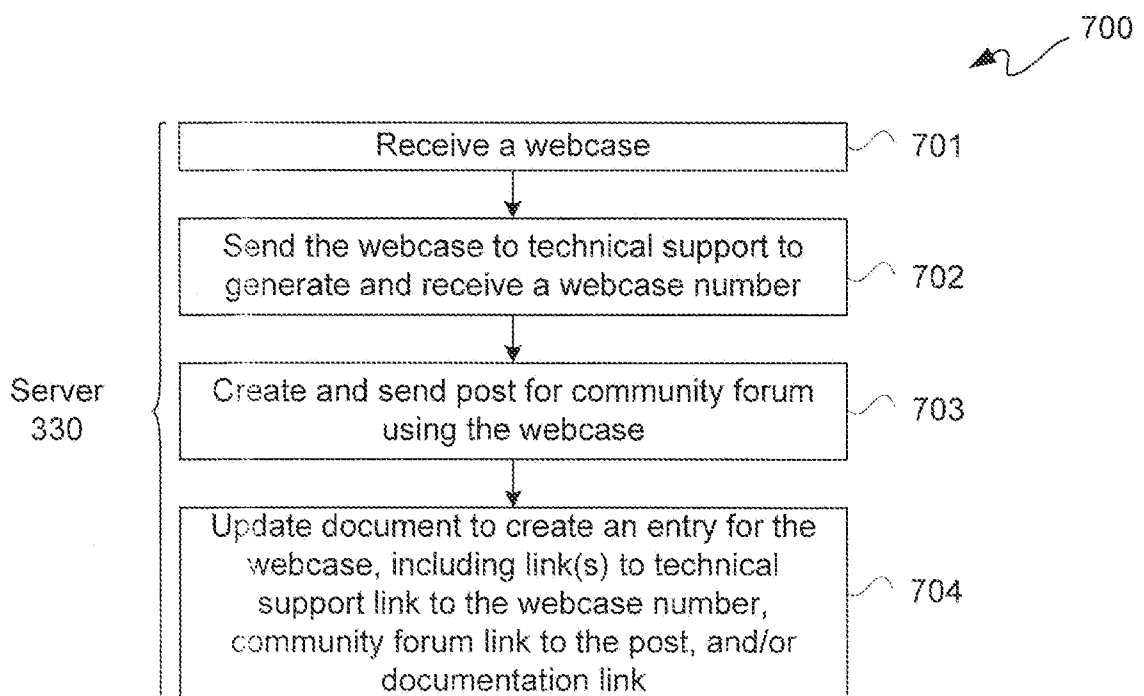 700
Receive a webcase
701
Send the webcase to technical support to
generate and receive a webcase number
702
Create and send post for community forum
using the webcase
703
Server
330
Update document to create an entry for the
webcase, including link(s) to technical
support link to the webcase number,
community forum link to the post, and/or
documentation link
704